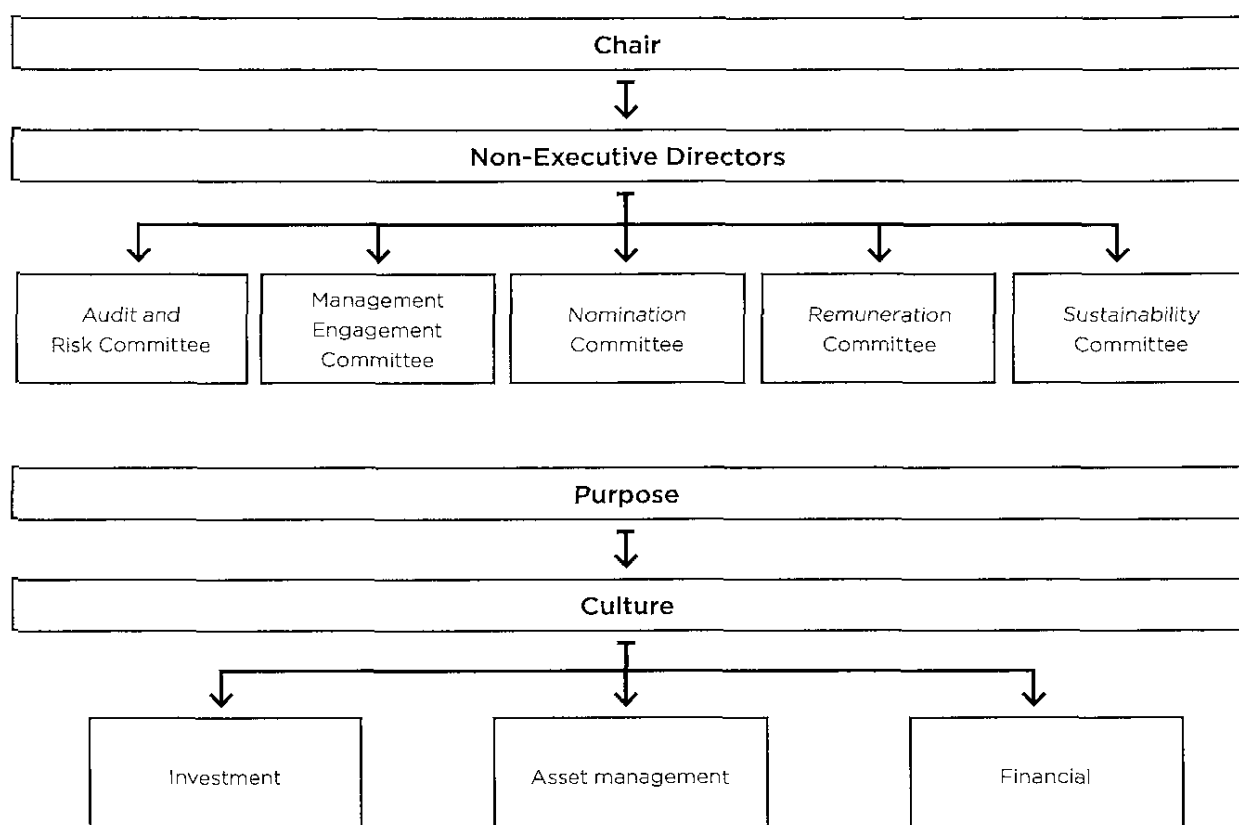 Chair
Non-Executive Directors
Audit and
Risk Committee
Management
Engagement
Committee
Nomination
Committee
Remuneration
Committee
Sustainability
Committee
Purpose
Culture
Investment
Asset management
Financial